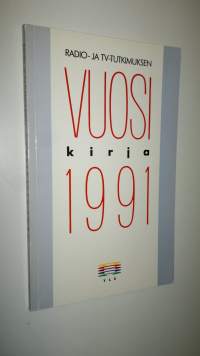 RADIO- JA TV-TUTKIMUKSEN
VUOSI
kirja
1991
YLE